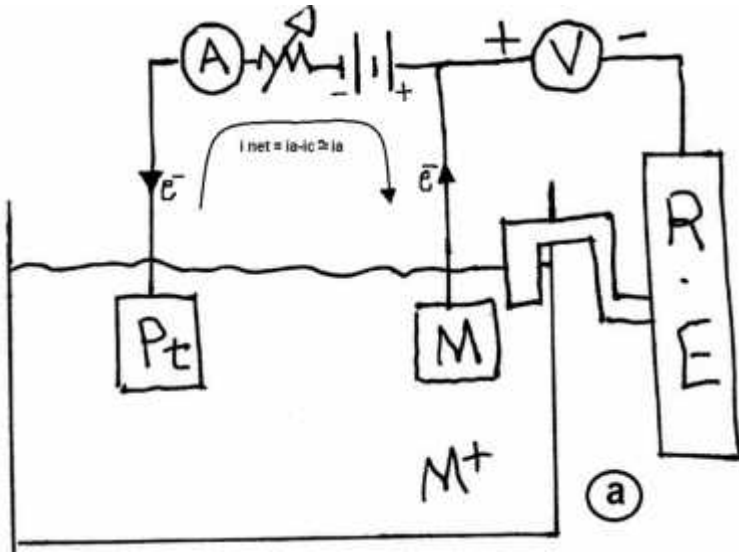 A
- +
+ V -
i net = ia-ic ≅ ia
e-
e-
R.E
Pt
M
M+
a